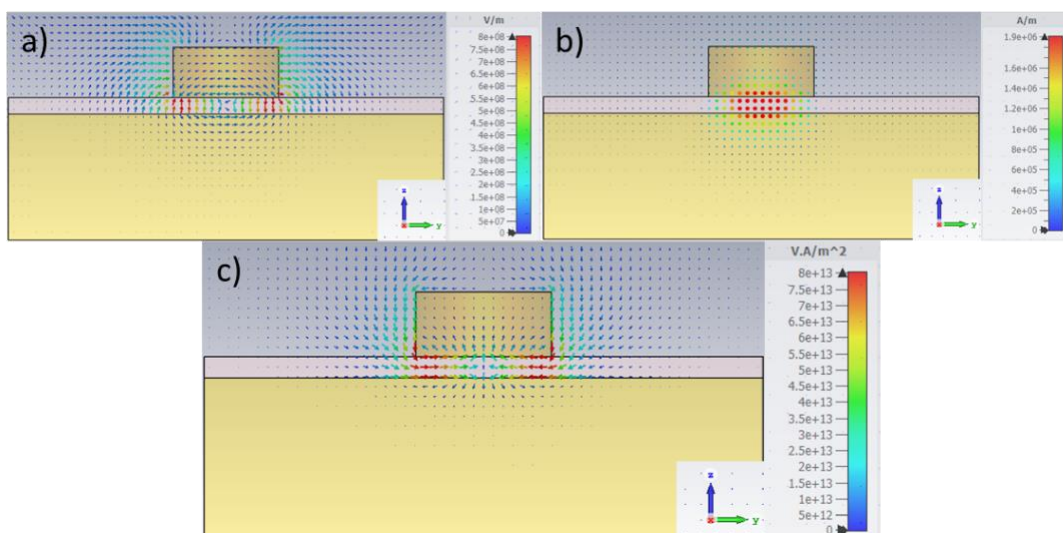 a)
V/m
8e+08
7.5e+08
7e+08
6.5e+08
6e+08
5.5e+08
5e+08
4.5e+08
4e+08
3.5e+08
3e+08
2.5e+08
2e+08
1.5e+08
1e+08
5e+07
0
z
y
b)
A/m
1.9e+06
1.6e+06
1.4e+06
1.2e+06
1e+06
8e+05
6e+05
4e+05
2e+05
0
z
y
c)
V.A/m^2
8e+13
7.5e+13
7e+13
6.5e+13
6e+13
5.5e+13
5e+13
4.5e+13
4e+13
3.5e+13
3e+13
2.5e+13
2e+13
1.5e+13
1e+13
5e+12
0
z
x
y